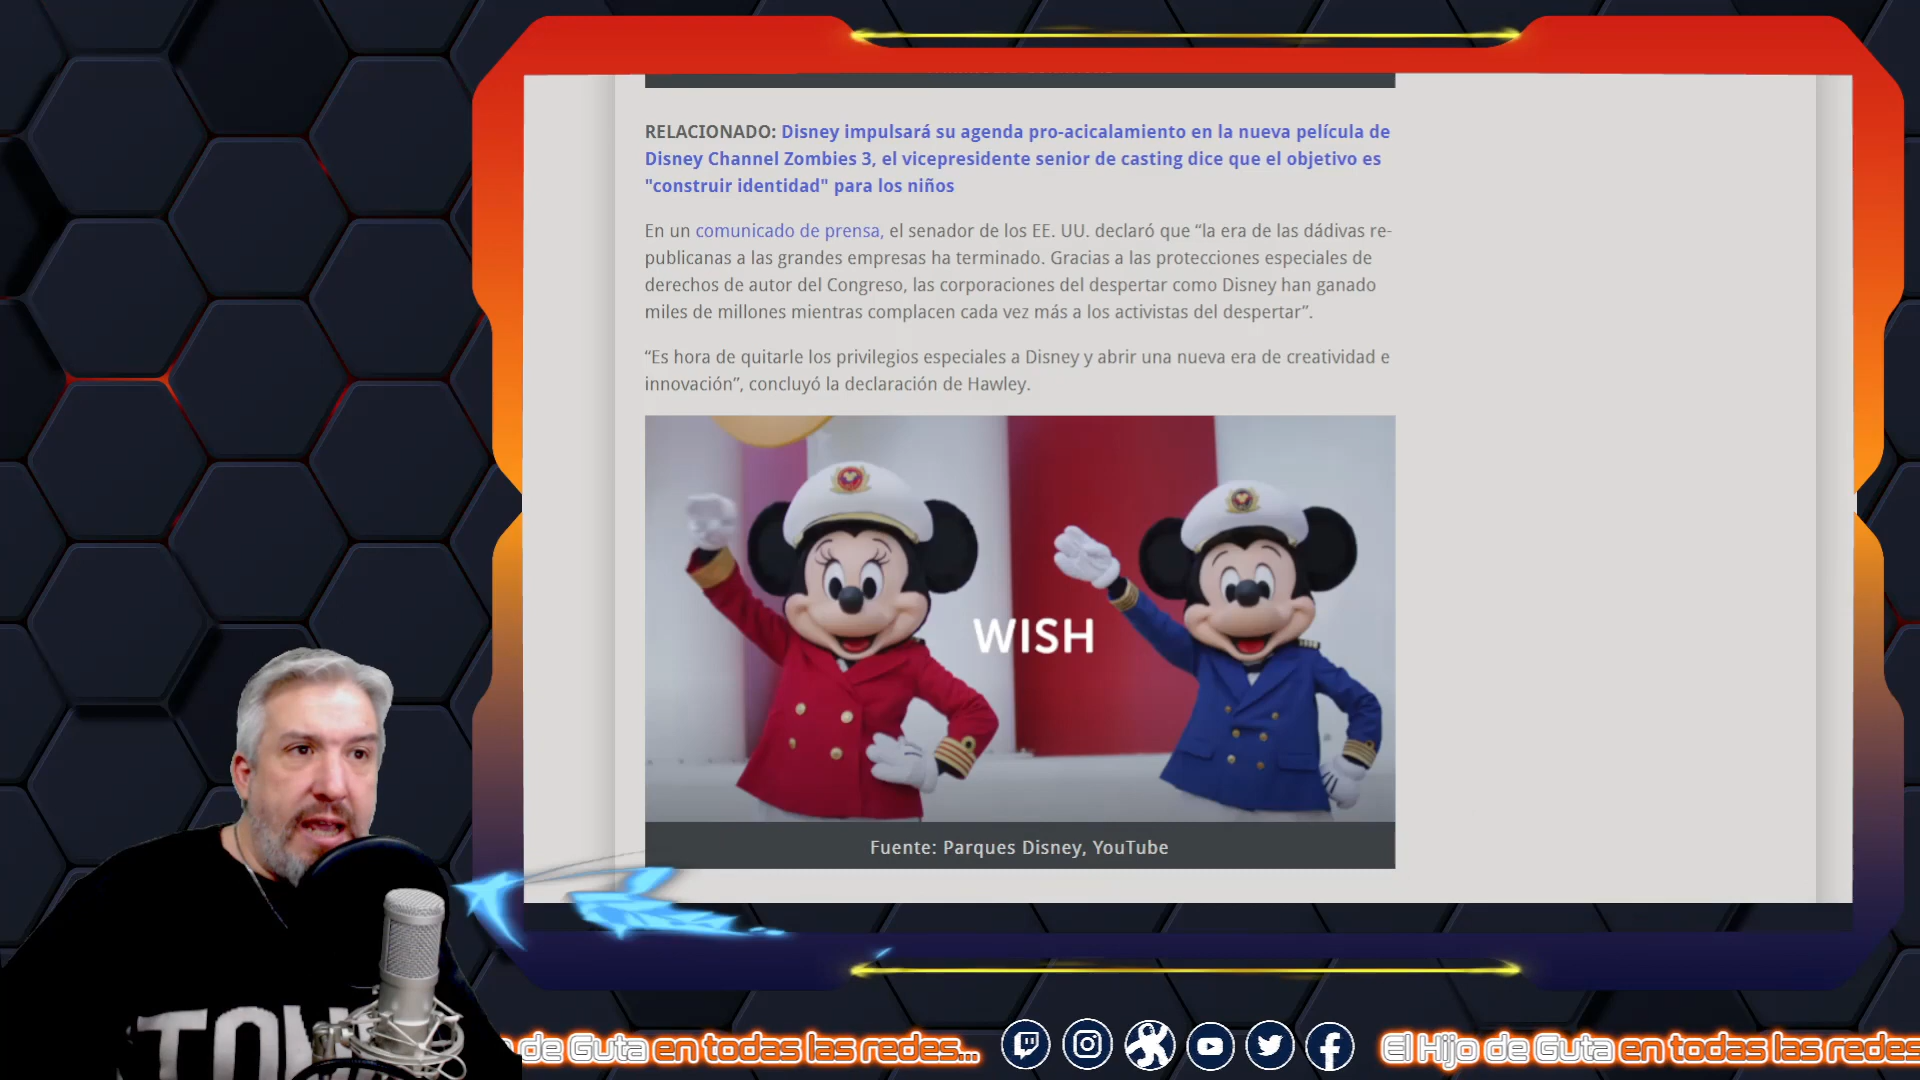 RELACIONADO: Disney impulsará su agenda pro-acicalamiento en la nueva película de
Disney Channel Zombies 3, el vicepresidente senior de casting dice que el objetivo es
"construir identidad" para los niños
En un comunicado de prensa, el senador de los EE. UU. declaró que “la era de las dádivas re-
publicanas a las grandes empresas ha terminado. Gracias a las protecciones especiales de
derechos de autor del Congreso, las corporaciones del despertar como Disney han ganado
miles de millones mientras complacen cada vez más a los activistas del despertar”.
“Es hora de quitarle los privilegios especiales a Disney y abrir una nueva era de creatividad e
innovación”, concluyó la declaración de Hawley.
WISH
Fuente: Parques Disney, YouTube
de Guta en todas las redes...
El Hijo de Guta en todas las redes